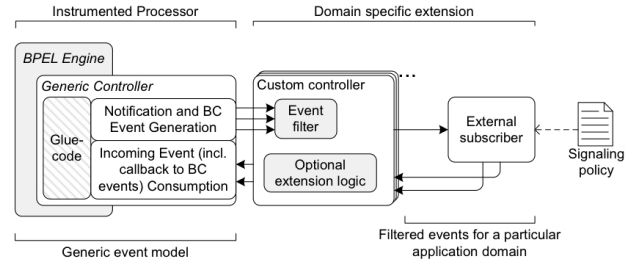 Instrumented Processor
Domain specific extension
BPEL Engine
Generic Controller
Glue-
code
Notification and BC
Event Generation
Incoming Event (incl.
callback to BC
events) Consumption
Custom controller
...
Event
filter
Optional
extension logic
External
subscriber
Signaling
policy
Generic event model
Filtered events for a particular
application domain